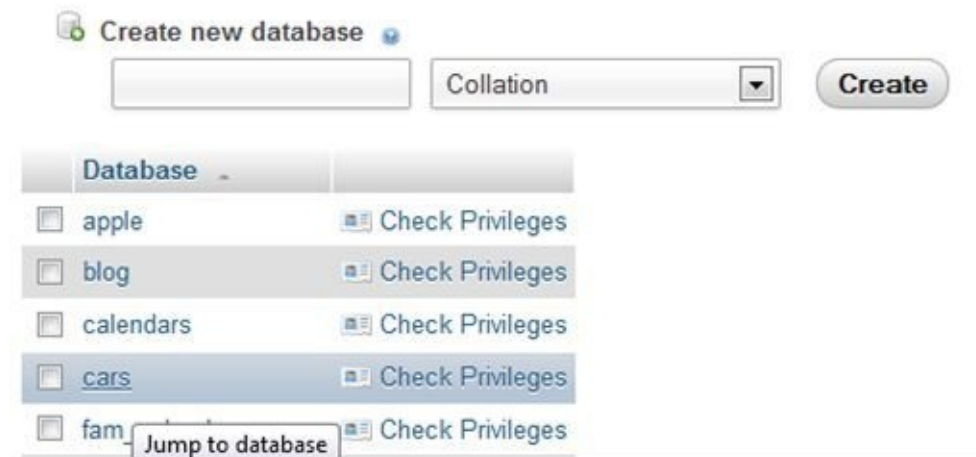 Create new database
Collation Create
Database
apple Check Privileges
blog Check Privileges
calendars Check Privileges
cars Check Privileges
fam_ Check Privileges
Jump to database